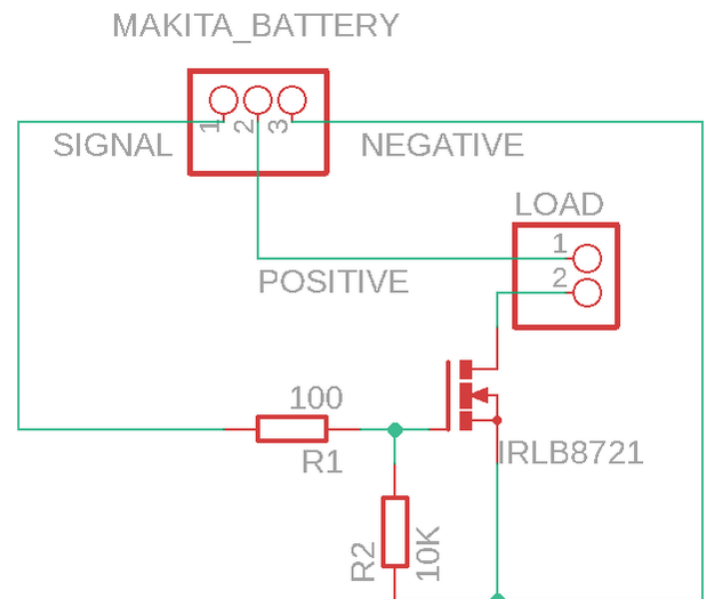 MAKITA_BATTERY
1 2 3
SIGNAL
NEGATIVE
LOAD
1
2
POSITIVE
100
R1
IRLB8721
R2
10K